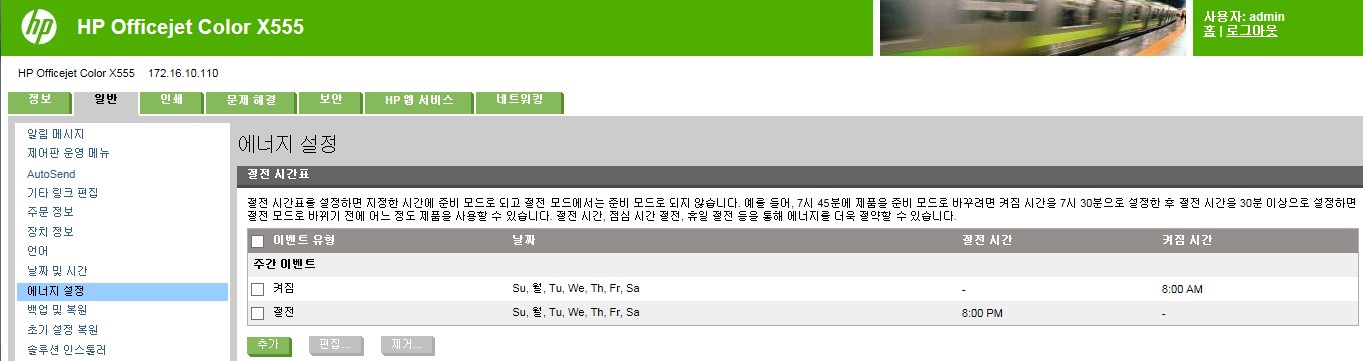 hp HP Officejet Color X555
사용자: admin
홈 | 로그아웃
HP Officejet Color X555 172.16.10.110
정보 일반 인쇄 문제 해결 보안 HP 웹 서비스 네트워킹
알림 메시지
제어판 운영 메뉴
AutoSend
기타 링크 편집
주문 정보
장치 정보
언어
날짜 및 시간
에너지 설정
백업 및 복원
초기 설정 복원
솔루션 인스톨러
에너지 설정
절전 시간표
절전 시간표를 설정하면 지정한 시간에 준비 모드로 되고 절전 모드에서는 준비 모드로 되지 않습니다. 예를 들어, 7시 45분에 제품을 준비 모드로 바꾸려면 켜짐 시간을 7시 30분으로 설정한 후 절전 시간을 30분 이상으로 설정하면
절전 모드로 바뀌기 전에 어느 정도 제품을 사용할 수 있습니다. 절전 시간, 점심 시간 절전, 휴일 절전 등을 통해 에너지를 더욱 절약할 수 있습니다.
이벤트 유형 날짜 절전 시간 켜짐 시간
주간 이벤트
켜짐 Su, 월, Tu, We, Th, Fr, Sa - 8:00 AM
절전 Su, 월, Tu, We, Th, Fr, Sa 8:00 PM -
추가 편집... 제거...